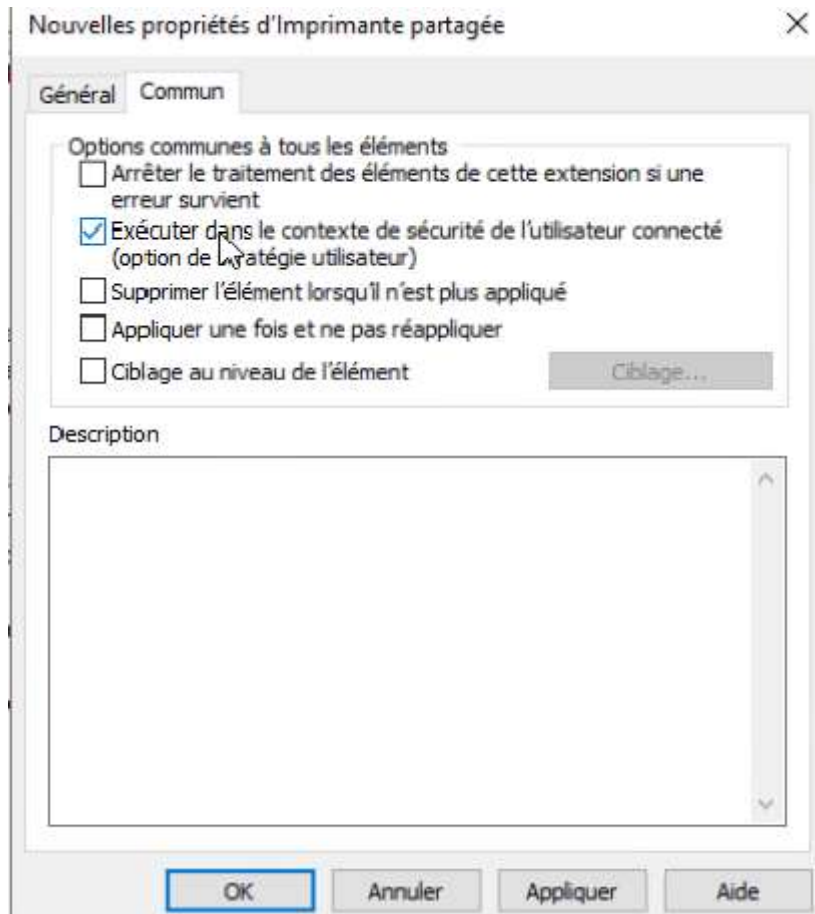 Nouvelles propriétés d'Imprimante partagée
Général
Commun
Options communes à tous les éléments
Arrêter le traitement des éléments de cette extension si une
erreur survient
Exécuter dans le contexte de sécurité de l'utilisateur connecté
(option de stratégie utilisateur)
Supprimer l'élément lorsqu'il n'est plus appliqué
Appliquer une fois et ne pas réappliquer
Ciblage au niveau de l'élément
Ciblage...
Description
OK
Annuler
Appliquer
Aide